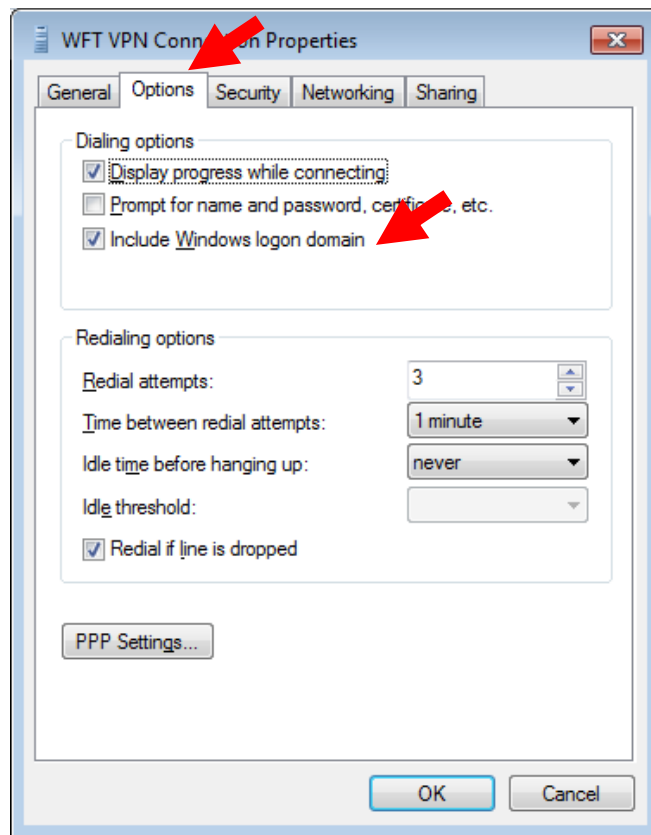 WFT VPN Connection Properties
General Options Security Networking Sharing
Dialing options
Display progress while connecting
Prompt for name and password, certificate, etc.
Include Windows logon domain
Redialing options
Redial attempts: 3
Time between redial attempts: 1 minute
Idle time before hanging up: never
Idle threshold:
Redial if line is dropped
PPP Settings...
OK Cancel